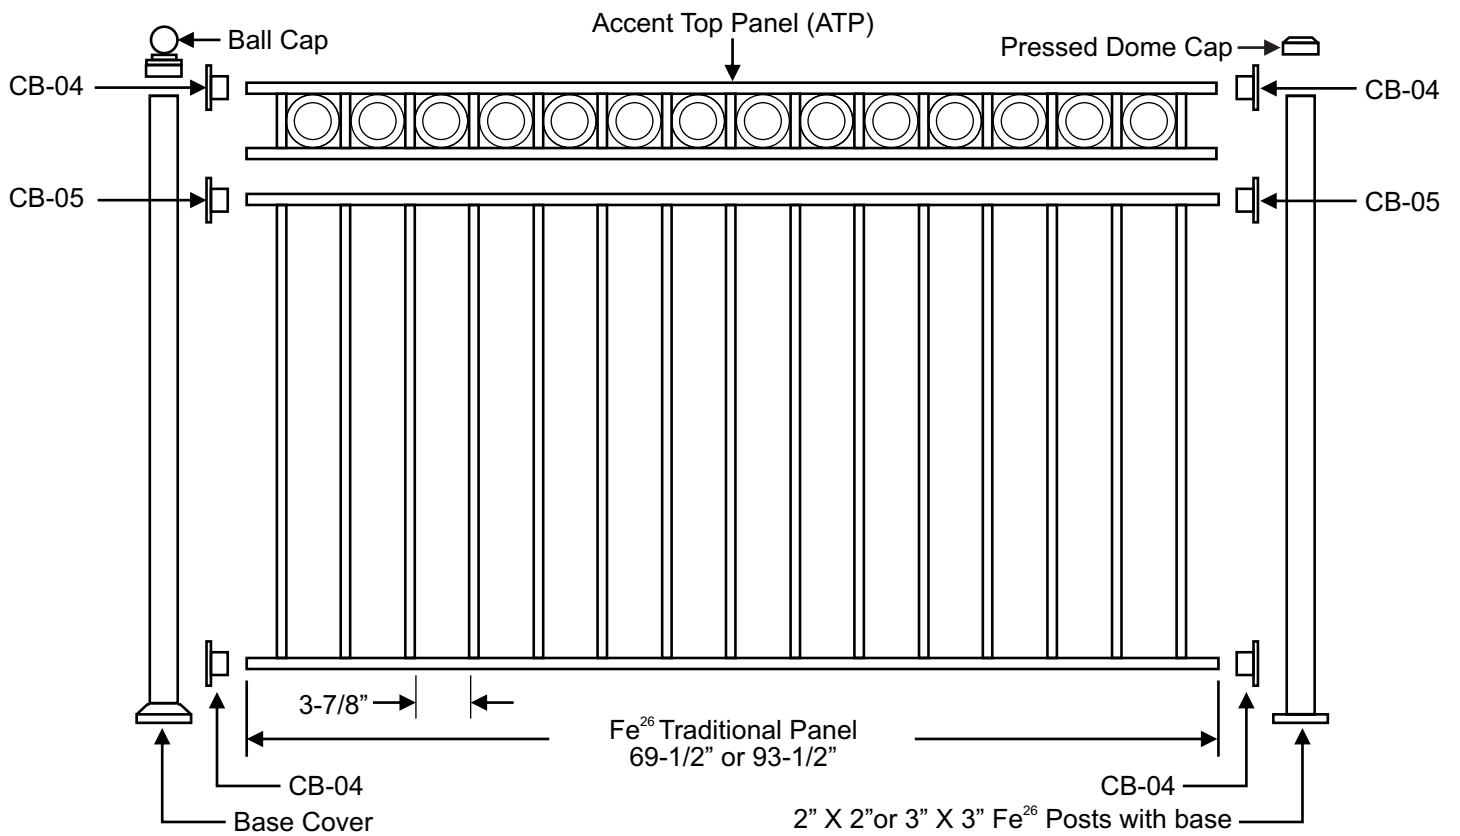 Accent Top Panel (ATP)
Ball Cap
Pressed Dome Cap
CB-04
CB-04
CB-05
CB-05
3-7/8”
Fe26 Traditional Panel
69-1/2” or 93-1/2”
CB-04
CB-04
Base Cover
2” X 2”or 3” X 3” Fe26 Posts with base